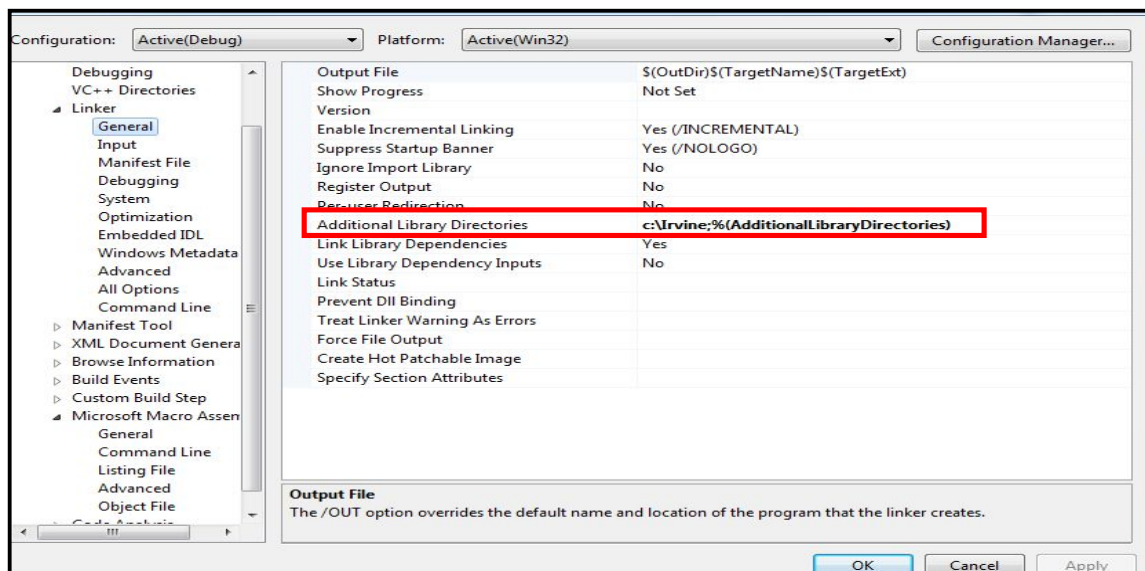 Configuration: Active(Debug) Platform: Active(Win32) Configuration Manager...
Debugging
VC++ Directories
Linker
General
Input
Manifest File
Debugging
System
Optimization
Embedded IDL
Windows Metadata
Advanced
All Options
Command Line
Manifest Tool
XML Document Genera
Browse Information
Build Events
Custom Build Step
Microsoft Macro Assem
General
Command Line
Listing File
Advanced
Object File
Code Analysis
Output File $(OutDir)$(TargetName)$(TargetExt)
Show Progress Not Set
Version
Enable Incremental Linking Yes (/INCREMENTAL)
Suppress Startup Banner Yes (/NOLOGO)
Ignore Import Library No
Register Output No
Per-user Redirection No
Additional Library Directories c:\Irvine;%(AdditionalLibraryDirectories)
Link Library Dependencies Yes
Use Library Dependency Inputs No
Link Status
Prevent Dll Binding
Treat Linker Warning As Errors
Force File Output
Create Hot Patchable Image
Specify Section Attributes
Output File
The /OUT option overrides the default name and location of the program that the linker creates.
OK Cancel Apply